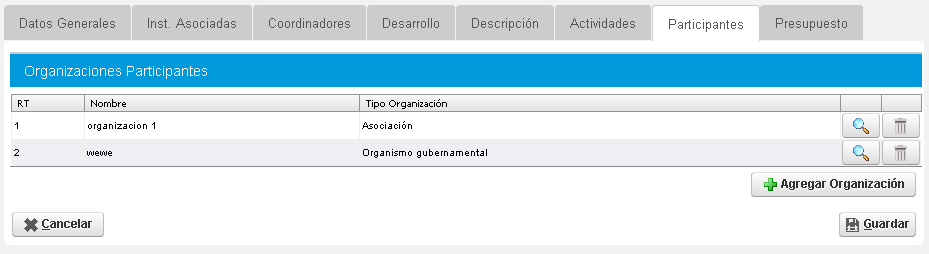 Datos Generales Inst. Asociadas Coordinadores Desarrollo Descripción Actividades Participantes Presupuesto
Organizaciones Participantes
RT Nombre Tipo Organización
1 organizacion 1 Asociación
2 wewe Organismo gubernamental
Agregar Organización
Cancelar Guardar